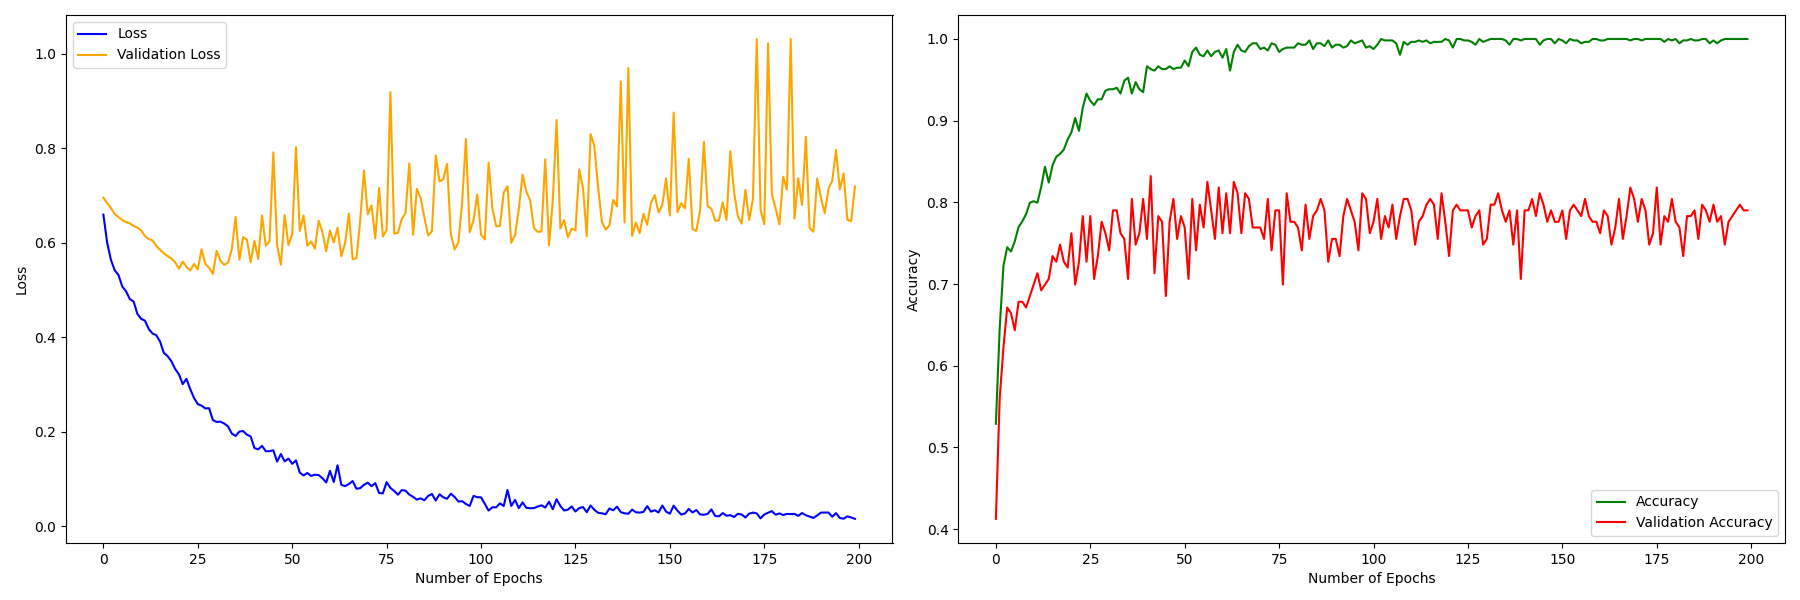 Loss
Validation Loss
1.0
0.8
0.6
0.4
0.2
0.0
Loss
0 25 50 75 100 125 150 175 200
Number of Epochs
1.0
0.9
0.8
0.7
0.6
0.5
0.4
Accuracy
Accuracy
Validation Accuracy
0 25 50 75 100 125 150 175 200
Number of Epochs